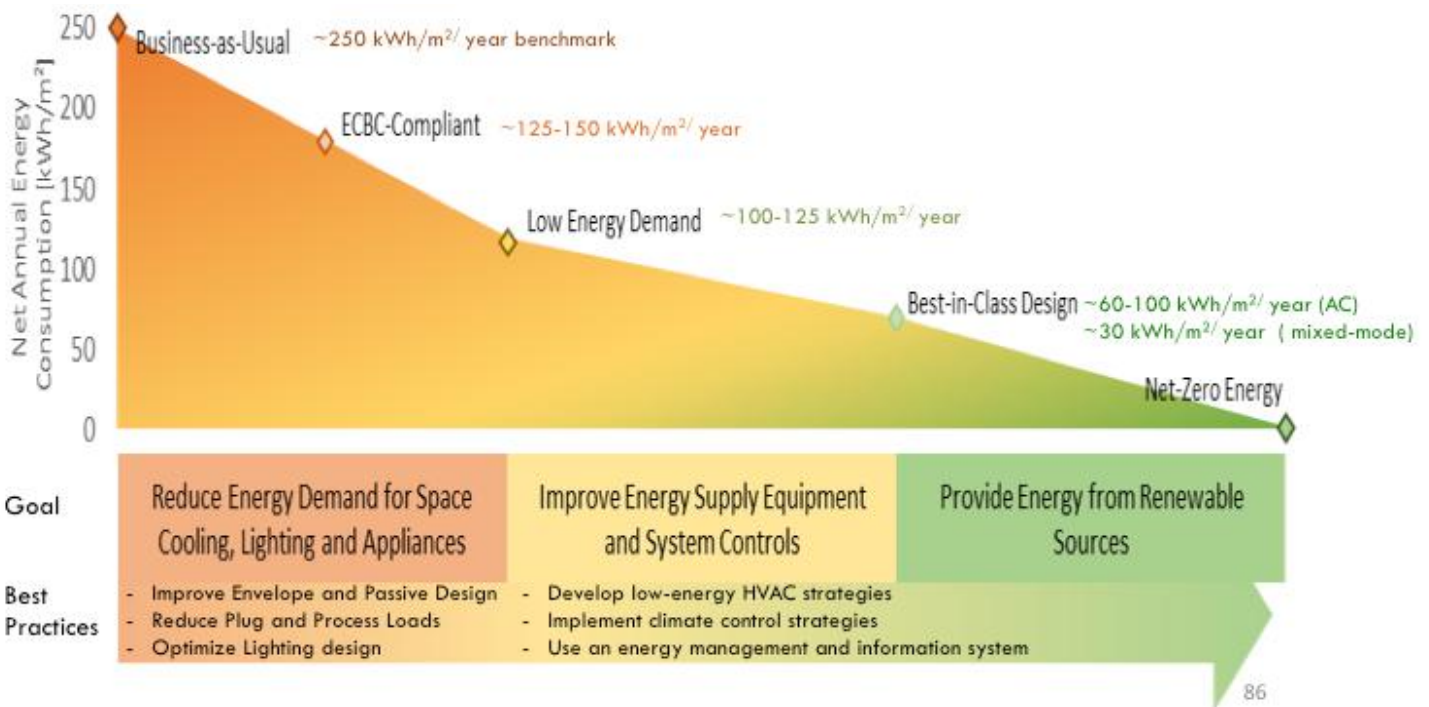 Net Annual Energy
Consumption [kWh/m²]
250
200
150
100
50
0
Business-as-Usual ~250 kWh/m²/ year benchmark
ECBC-Compliant ~125-150 kWh/m²/ year
Low Energy Demand ~100-125 kWh/m²/ year
Best-in-Class Design ~60-100 kWh/m²/ year (AC)
~30 kWh/m²/ year ( mixed-mode)
Net-Zero Energy
Goal
Reduce Energy Demand for Space
Cooling, Lighting and Appliances
Improve Energy Supply Equipment
and System Controls
Provide Energy from Renewable
Sources
Best
Practices
- Improve Envelope and Passive Design
- Reduce Plug and Process Loads
- Optimize Lighting design
- Develop low-energy HVAC strategies
- Implement climate control strategies
- Use an energy management and information system
86